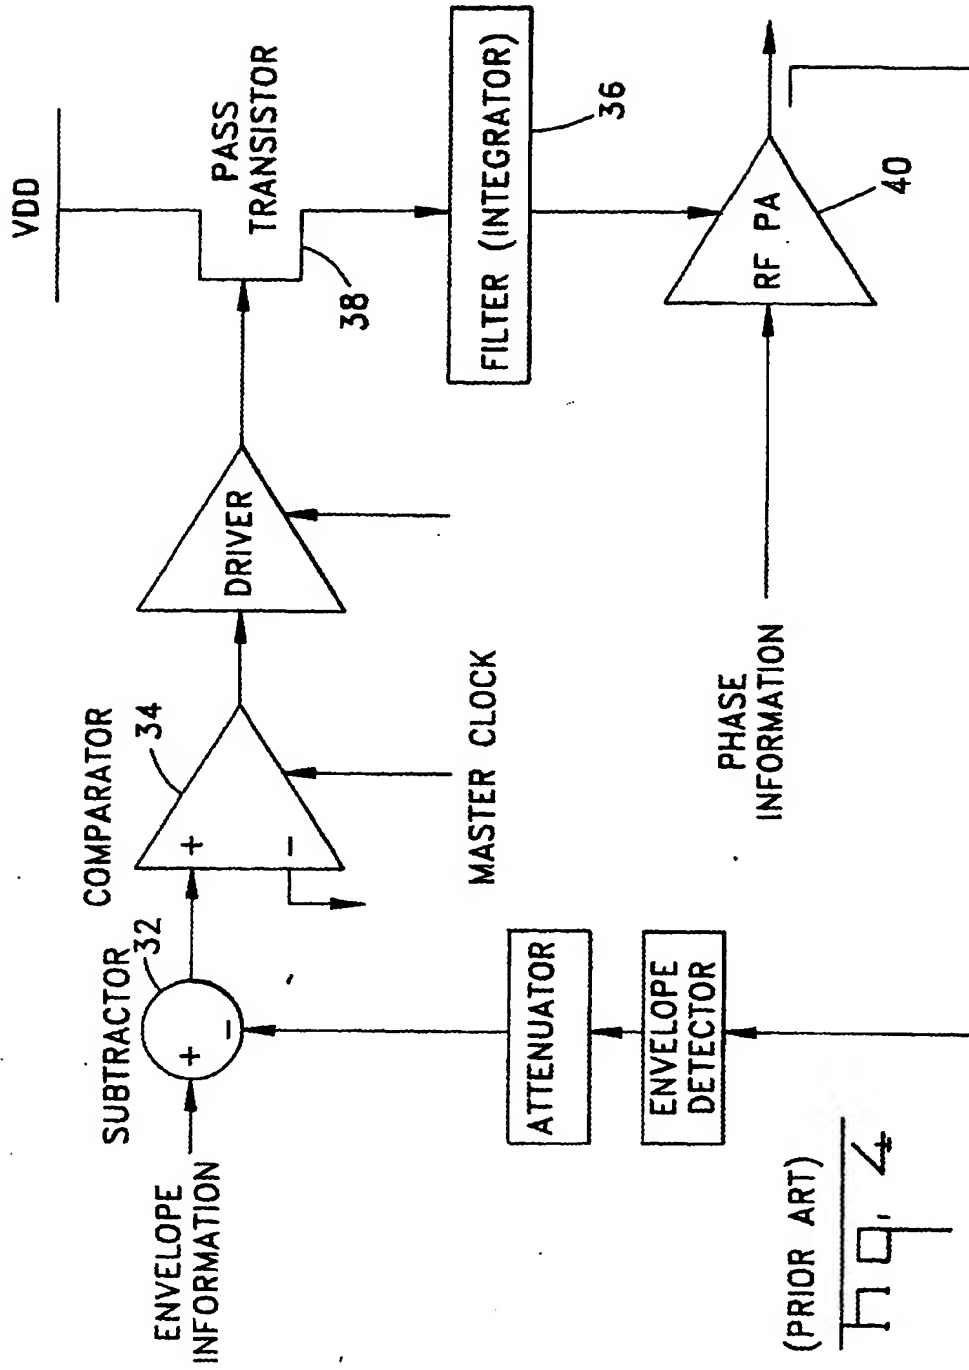 VDD
ENVELOPE
INFORMATION
SUBTRACTOR
32
+
-
COMPARATOR
34
+
-
DRIVER
PASS
TRANSISTOR
38
MASTER CLOCK
FILTER (INTEGRATOR)
36
ATTENUATOR
ENVELOPE
DETECTOR
PHASE
INFORMATION
RF PA
40
(PRIOR ART)
Fig. 4